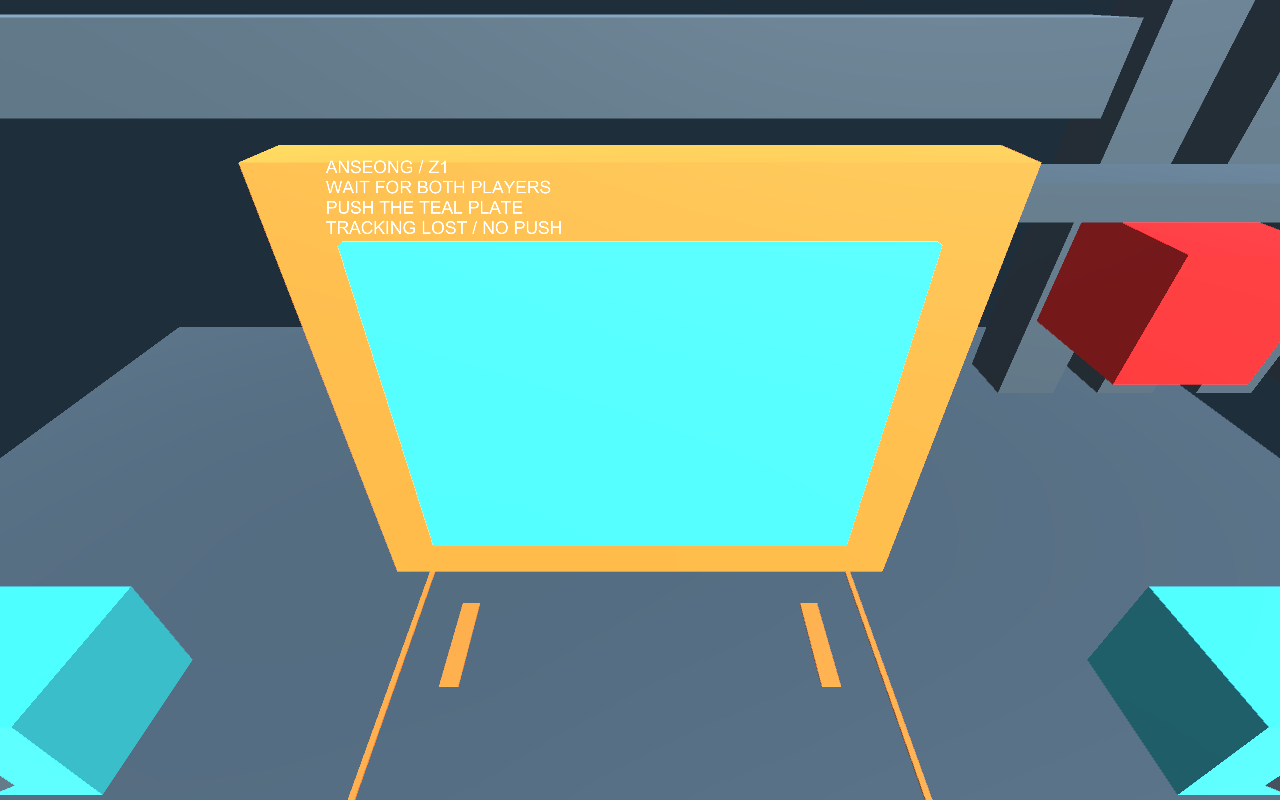 ANSEONG / Z1
WAIT FOR BOTH PLAYERS
PUSH THE TEAL PLATE
TRACKING LOST / NO PUSH